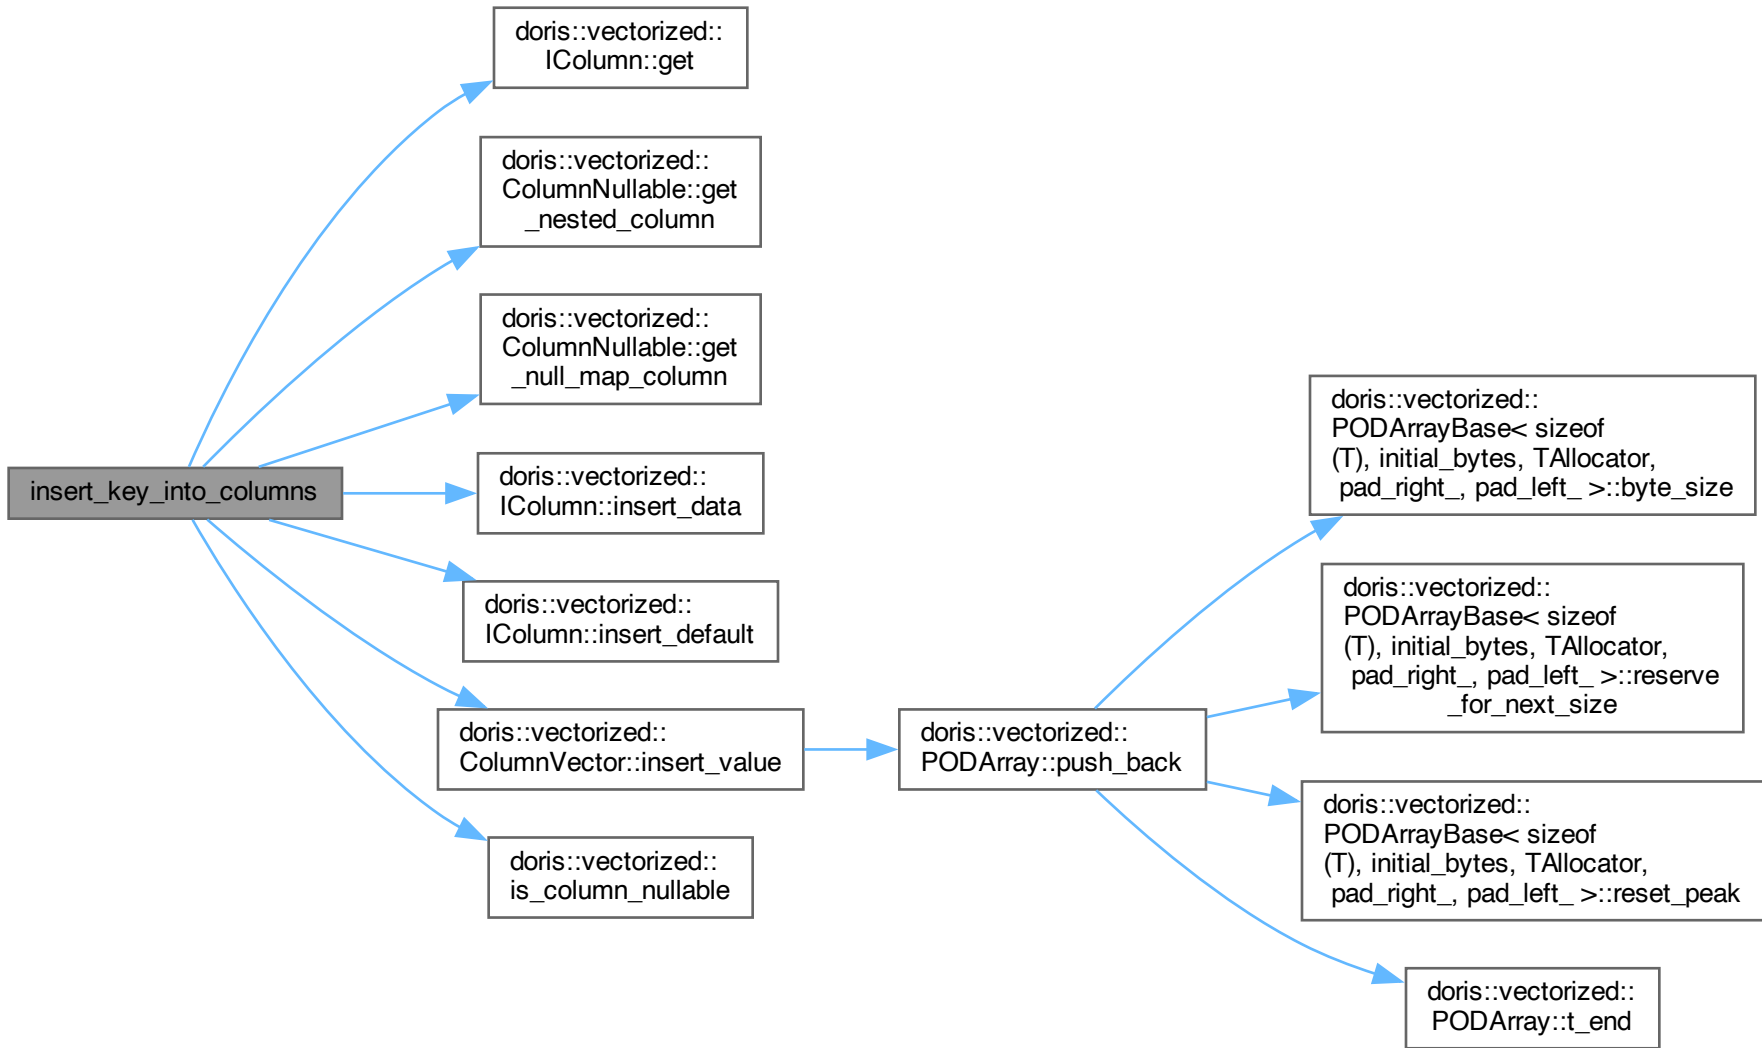 doris::vectorized::
IColumn::get
doris::vectorized::
ColumnNullable::get
_nested_column
doris::vectorized::
ColumnNullable::get
_null_map_column
insert_key_into_columns
doris::vectorized::
IColumn::insert_data
doris::vectorized::
IColumn::insert_default
doris::vectorized::
ColumnVector::insert_value
doris::vectorized::
is_column_nullable
doris::vectorized::
PODArray::push_back
doris::vectorized::
PODArrayBase< sizeof
(T), initial_bytes, TAllocator,
pad_right_, pad_left_ >::byte_size
doris::vectorized::
PODArrayBase< sizeof
(T), initial_bytes, TAllocator,
pad_right_, pad_left_ >::reserve
_for_next_size
doris::vectorized::
PODArrayBase< sizeof
(T), initial_bytes, TAllocator,
pad_right_, pad_left_ >::reset_peak
doris::vectorized::
PODArray::t_end